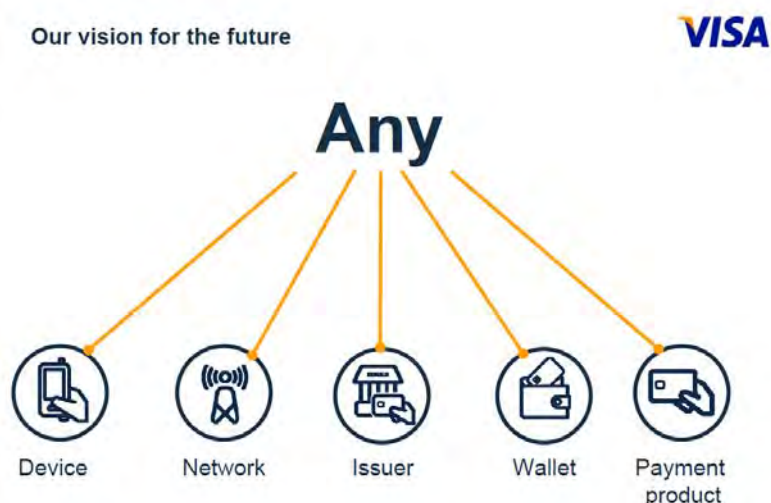 Our vision for the future
VISA
Any
Device
Network
Issuer
Wallet
Payment
product